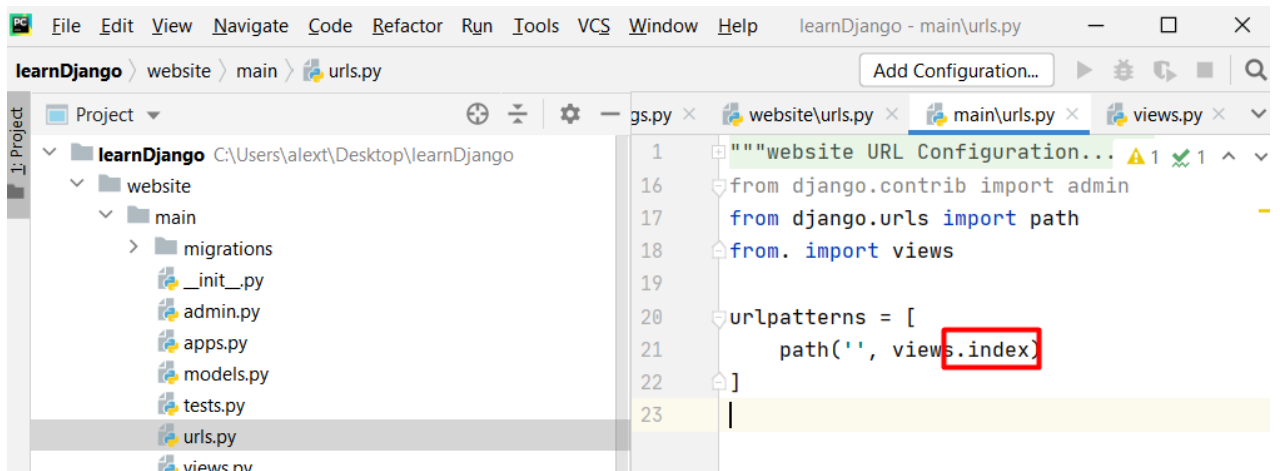 PC File Edit View Navigate Code Refactor Run Tools VCS Window Help learnDjango - main\urls.py
learnDjango website main urls.py Add Configuration...
1: Project Project gs.py website\urls.py main\urls.py views.py
learnDjango C:\Users\alext\Desktop\learnDjango
website
main
migrations
__init__.py
admin.py
apps.py
models.py
tests.py
urls.py
views.py
1 """website URL Configuration... 1 1
16 from django.contrib import admin
17 from django.urls import path
18 from. import views
19
20 urlpatterns = [
21 path('', views.index)
22 ]
23